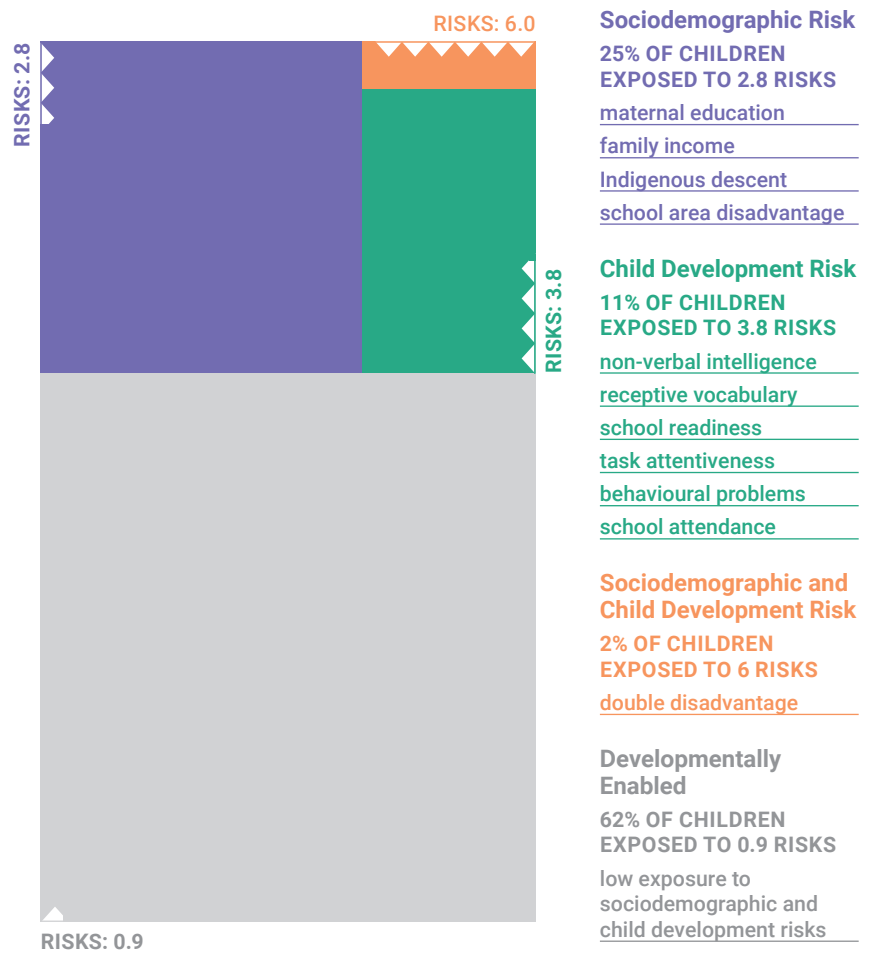 RISKS: 6.0
RISKS: 2.8
RISKS: 3.8
RISKS: 0.9
Sociodemographic Risk
25% OF CHILDREN
EXPOSED TO 2.8 RISKS
maternal education
family income
Indigenous descent
school area disadvantage
Child Development Risk
11% OF CHILDREN
EXPOSED TO 3.8 RISKS
non-verbal intelligence
receptive vocabulary
school readiness
task attentiveness
behavioural problems
school attendance
Sociodemographic and
Child Development Risk
2% OF CHILDREN
EXPOSED TO 6 RISKS
double disadvantage
Developmentally
Enabled
62% OF CHILDREN
EXPOSED TO 0.9 RISKS
low exposure to
sociodemographic and
child development risks